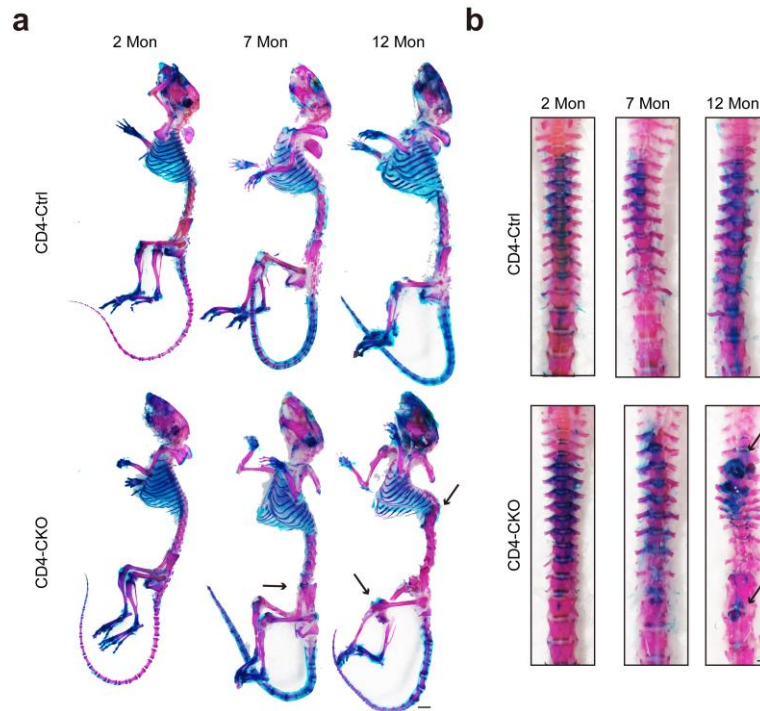 a
2 Mon 7 Mon 12 Mon
CD4-Ctrl
CD4-CKO
b
2 Mon 7 Mon 12 Mon
CD4-Ctrl
CD4-CKO